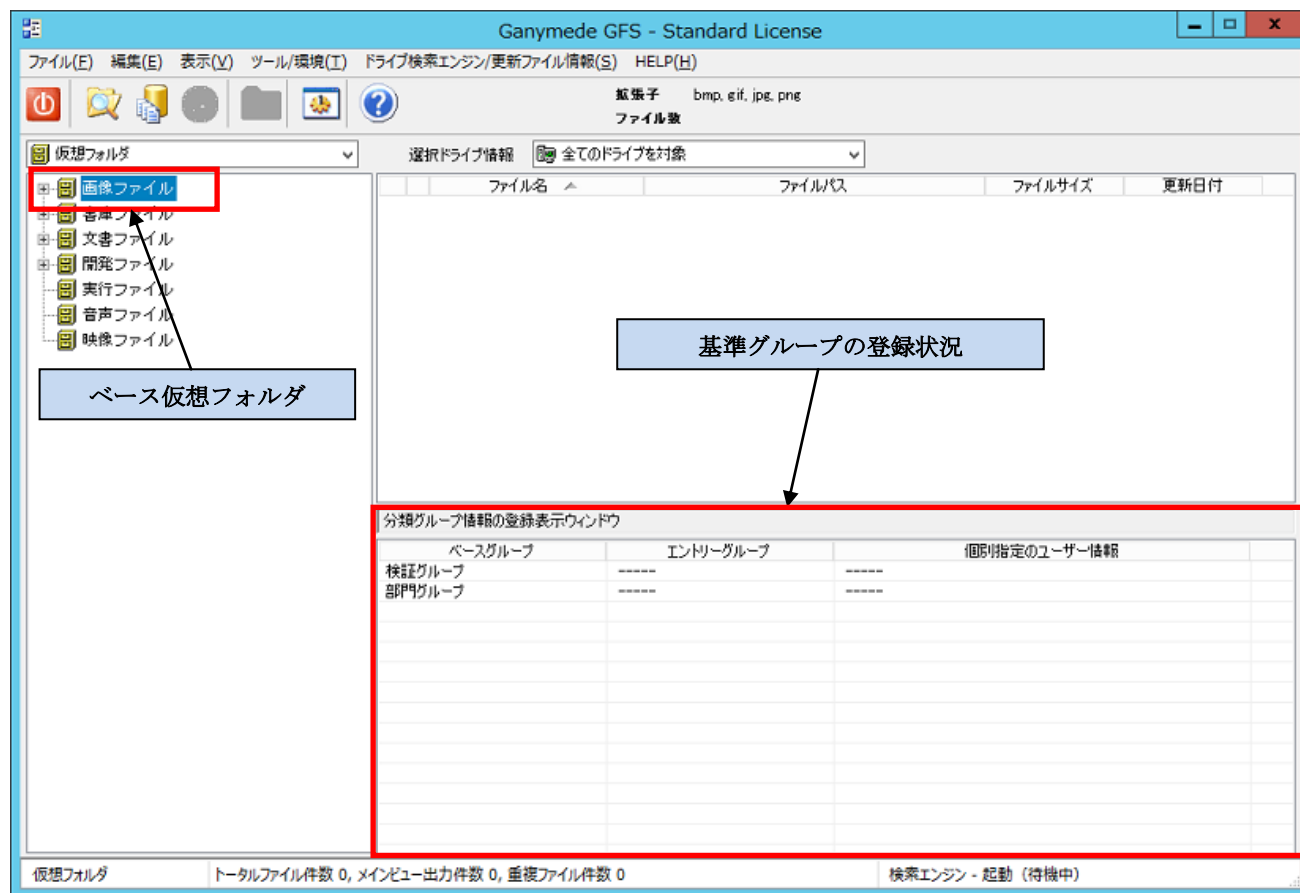 Ganymede GFS - Standard License
ファイル(F) 編集(E) 表示(V) ツール/環境(T) ドライブ検索エンジン/更新ファイル情報(S) HELP(H)
拡張子 bmp, gif, jpg, png
ファイル数
仮想フォルダ 選択ドライブ情報 全てのドライブを対象
ファイル名 ファイルパス ファイルサイズ 更新日付
画像ファイル
書庫ファイル
文書ファイル
開発ファイル
実行ファイル
音声ファイル
映像ファイル
基準グループの登録状況
ベース仮想フォルダ
分類グループ情報の登録表示ウィンドウ
ベースグループ エントリーグループ 個別指定のユーザー情報
検証グループ ----- -----
部門グループ ----- -----
仮想フォルダ トータルファイル件数 0, メインビュー出力件数 0, 重複ファイル件数 0 検索エンジン - 起動 (待機中)